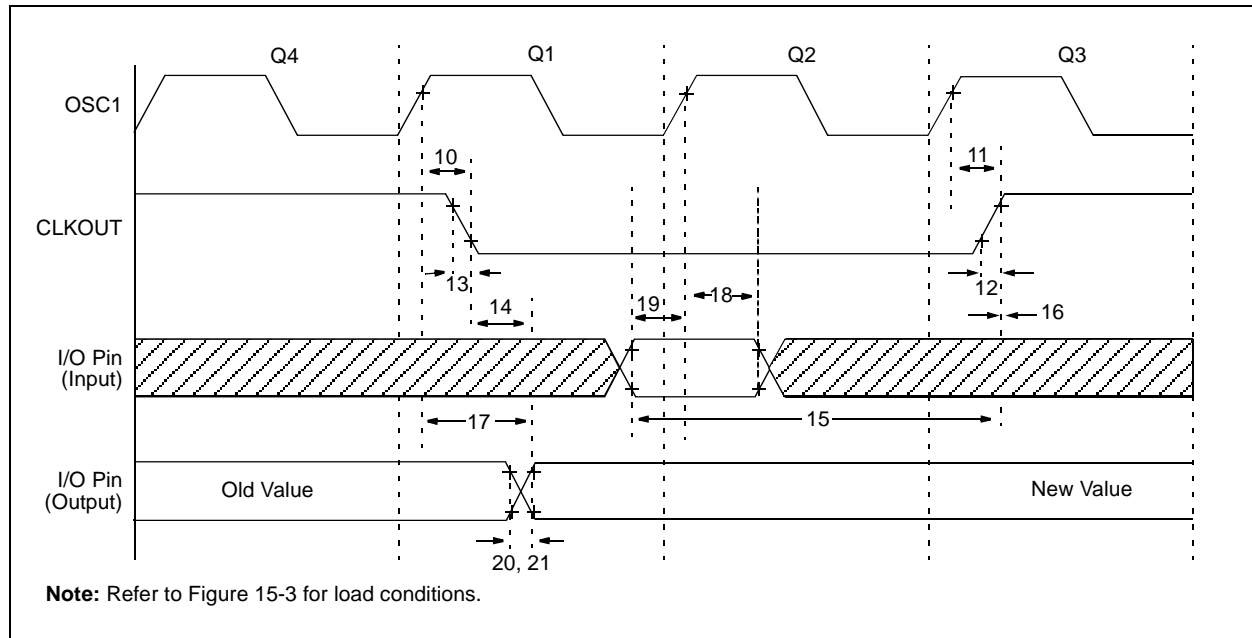 Q4 Q1 Q2 Q3
OSC1
10 11
CLKOUT
13 12
14 19 18 16
I/O Pin
(Input)
17 15
I/O Pin
(Output)
Old Value New Value
20, 21
Note: Refer to Figure 15-3 for load conditions.